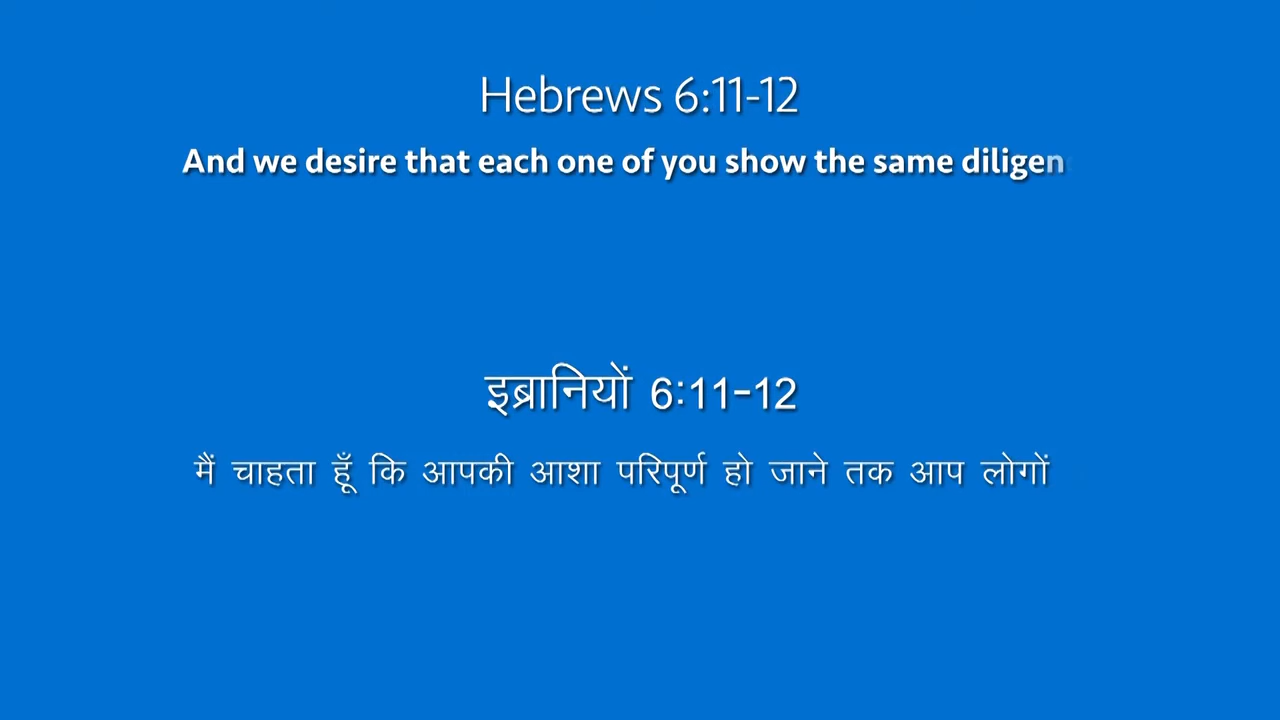 Hebrews 6:11-12
And we desire that each one of you show the same diligen
इब्रानियों 6:11-12
मैं चाहता हूँ कि आपकी आशा परिपूर्ण हो जाने तक आप लोगों